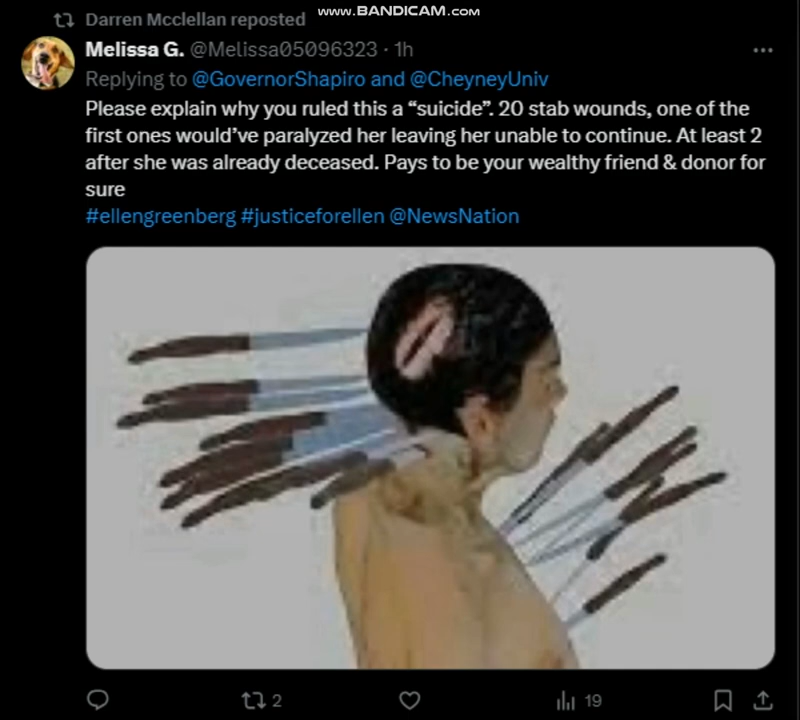 www.BANDICAM.com
Darren Mcclellan reposted
Melissa G. @Melissa05096323 · 1h
Replying to @GovernorShapiro and @CheyneyUniv
Please explain why you ruled this a “suicide”. 20 stab wounds, one of the
first ones would’ve paralyzed her leaving her unable to continue. At least 2
after she was already deceased. Pays to be your wealthy friend & donor for
sure
#ellengreenberg #justiceforellen @NewsNation
2
19